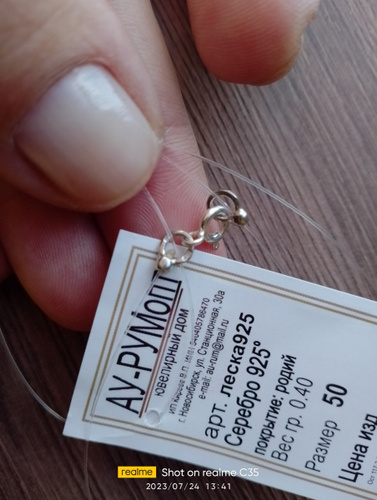 АУ-РУМОШ
ювелирный дом
г. Новосибирск, ул. Станционная, 30а
e-mail: au-rum@mail.ru
арт. леска925
Серебро 925°
покрытие: родий
Вес гр. 0.40
Размер 50
Цена изд
realme Shot on realme C35
2023/07/24 13:41